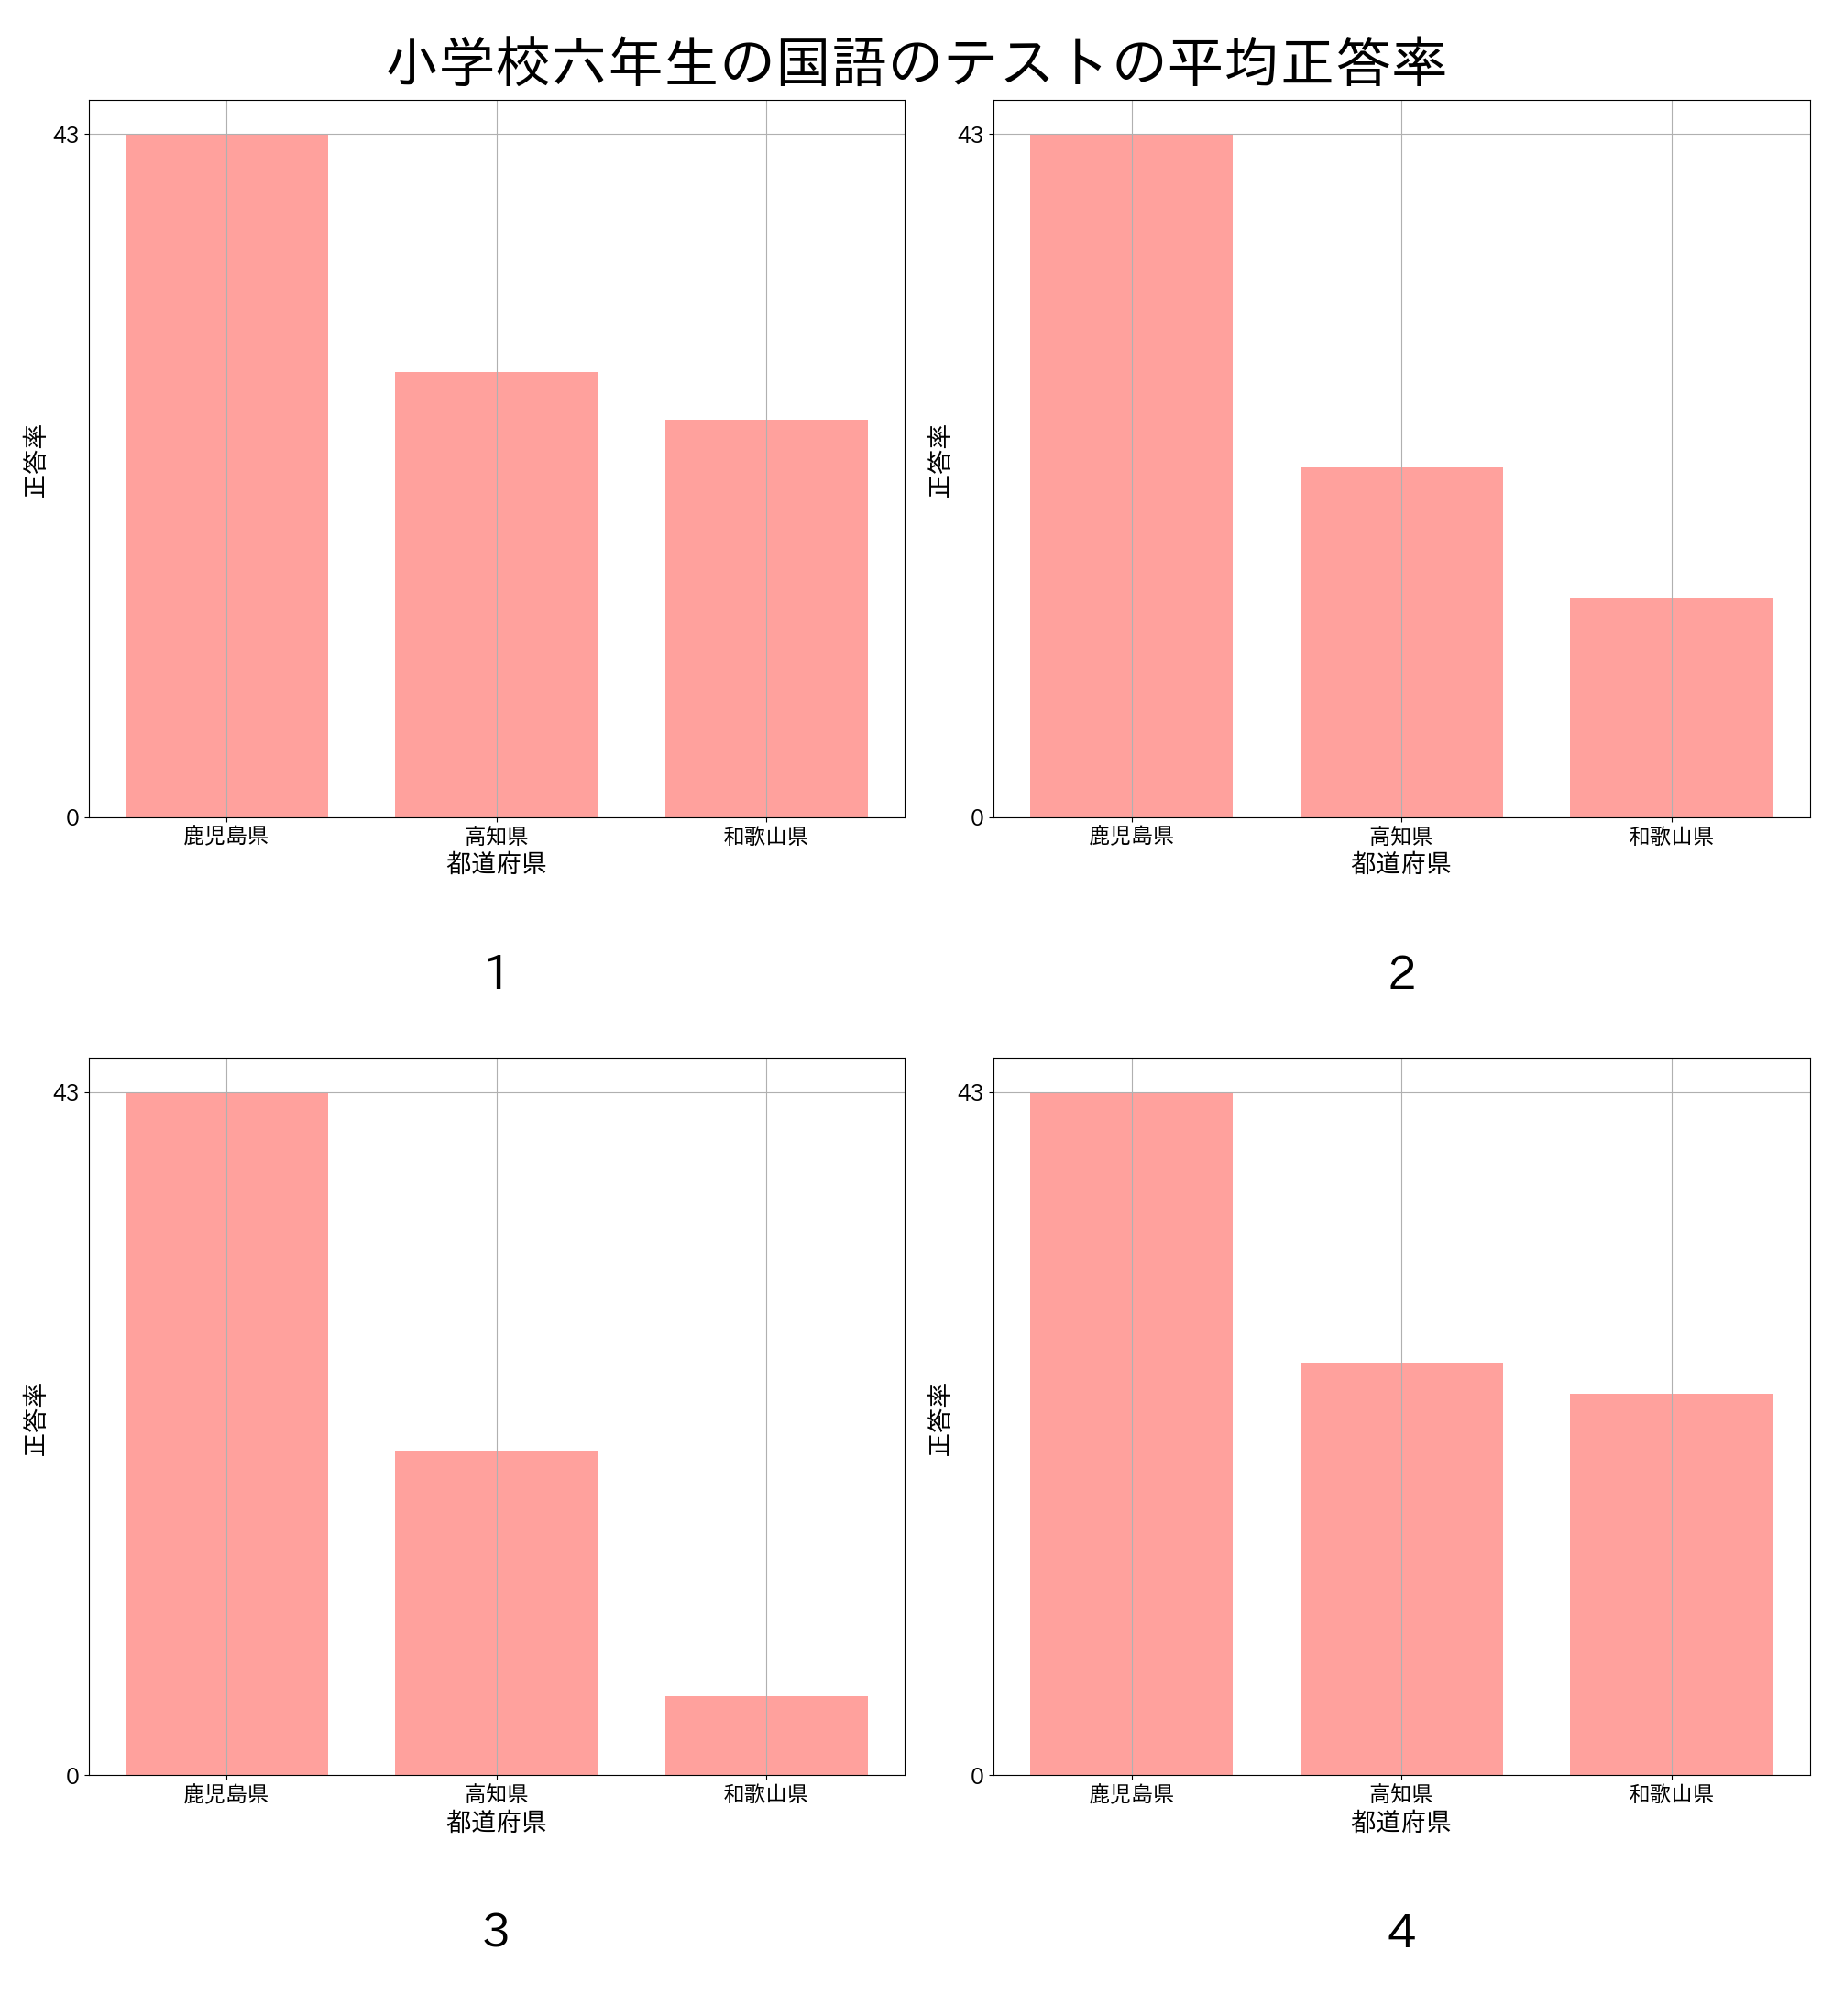 小学校六年生の国語のテストの平均正答率
43
0
正答率
鹿児島県 高知県 和歌山県
都道府県
1
43
0
正答率
鹿児島県 高知県 和歌山県
都道府県
2
43
0
正答率
鹿児島県 高知県 和歌山県
都道府県
3
43
0
正答率
鹿児島県 高知県 和歌山県
都道府県
4